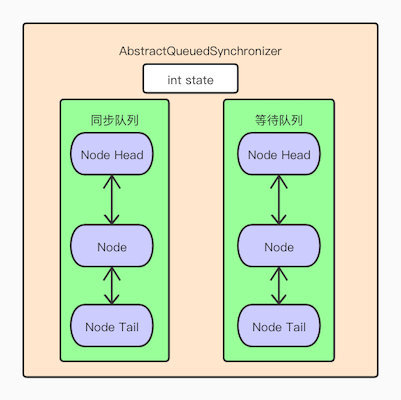 AbstractQueuedSynchronizer
int state
同步队列
Node Head
Node
Node Tail
等待队列
Node Head
Node
Node Tail